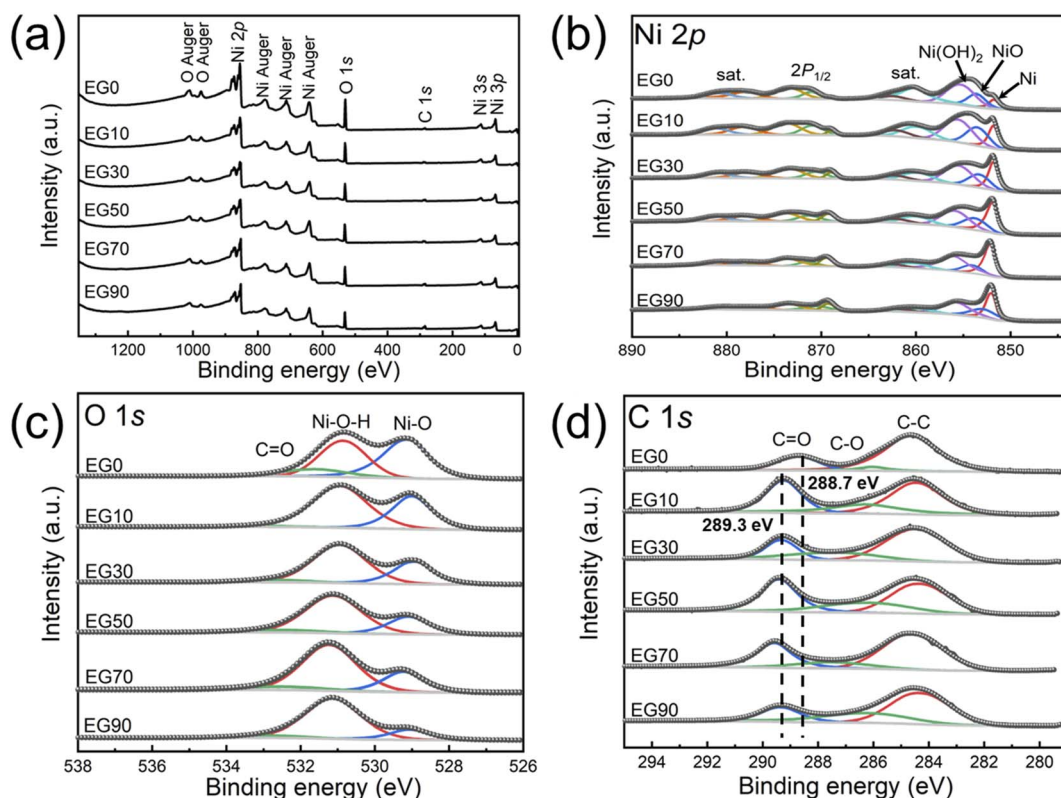 (a)
O Auger
O Auger
Ni 2p
Ni Auger
Ni Auger
Ni Auger
O 1s
C 1s
Ni 3s
Ni 3p
EG0
EG10
EG30
EG50
EG70
EG90
Intensity (a.u.)
1200 1000 800 600 400 200 0
Binding energy (eV)
(b)
Ni 2p
Ni(OH)2
NiO
Ni
sat.
2P1/2
sat.
EG0
EG10
EG30
EG50
EG70
EG90
Intensity (a.u.)
890 880 870 860 850
Binding energy (eV)
(c)
O 1s
Ni-O-H
Ni-O
C=O
EG0
EG10
EG30
EG50
EG70
EG90
Intensity (a.u.)
538 536 534 532 530 528 526
Binding energy (eV)
(d)
C 1s
C=O
C-O
C-C
EG0
288.7 eV
EG10
289.3 eV
EG30
EG50
EG70
EG90
Intensity (a.u.)
294 292 290 288 286 284 282 280
Binding energy (eV)